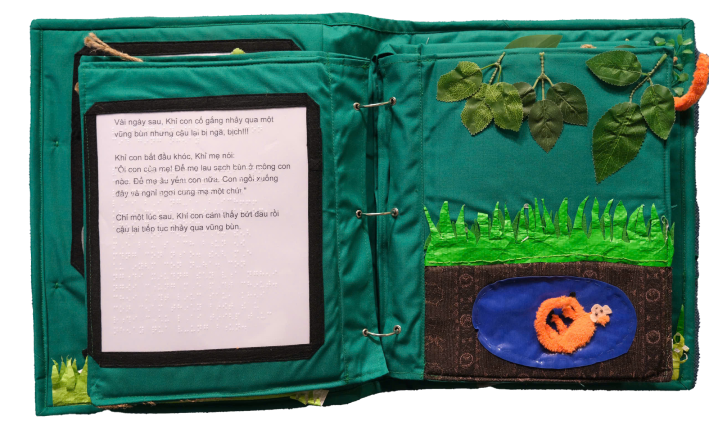 Vài ngày sau, Khỉ con cố gắng nhảy qua một
vũng bùn nhưng cậu lại bị ngã, bịch!!!
Khỉ con bắt đầu khóc, Khỉ mẹ nói:
"Ôi con của mẹ! Để mẹ lau sạch bùn ở mông con
nào. Để mẹ âu yếm con nữa. Con ngồi xuống
đây và nghỉ ngơi cùng mẹ một chút."
Chỉ một lúc sau, Khỉ con cảm thấy bớt đau rồi
cậu lại tiếp tục nhảy qua vũng bùn.